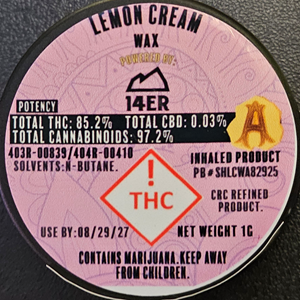 LEMON CREAM
WAX
POWERED BY:
14ER
POTENCY
TOTAL THC: 85.2% TOTAL CBD: 0.03%
TOTAL CANNABINOIDS: 97.2%
A
403R-00839/404R-00410
SOLVENTS:N-BUTANE.
INHALED PRODUCT
PB#SHLCWA82925
!
THC
CRC REFINED
PRODUCT.
USE BY:08/29/27
NET WEIGHT 1G
CONTAINS MARIJUANA.KEEP AWAY
FROM CHILDREN.